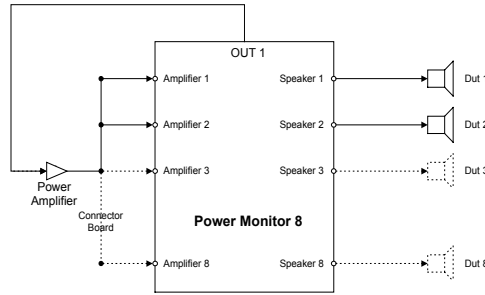 OUT 1
Amplifier 1 Speaker 1 Dut 1
Amplifier 2 Speaker 2 Dut 2
Amplifier 3 Speaker 3 Dut 3
Power
Amplifier
Connector
Board
Power Monitor 8
Amplifier 8 Speaker 8 Dut 8